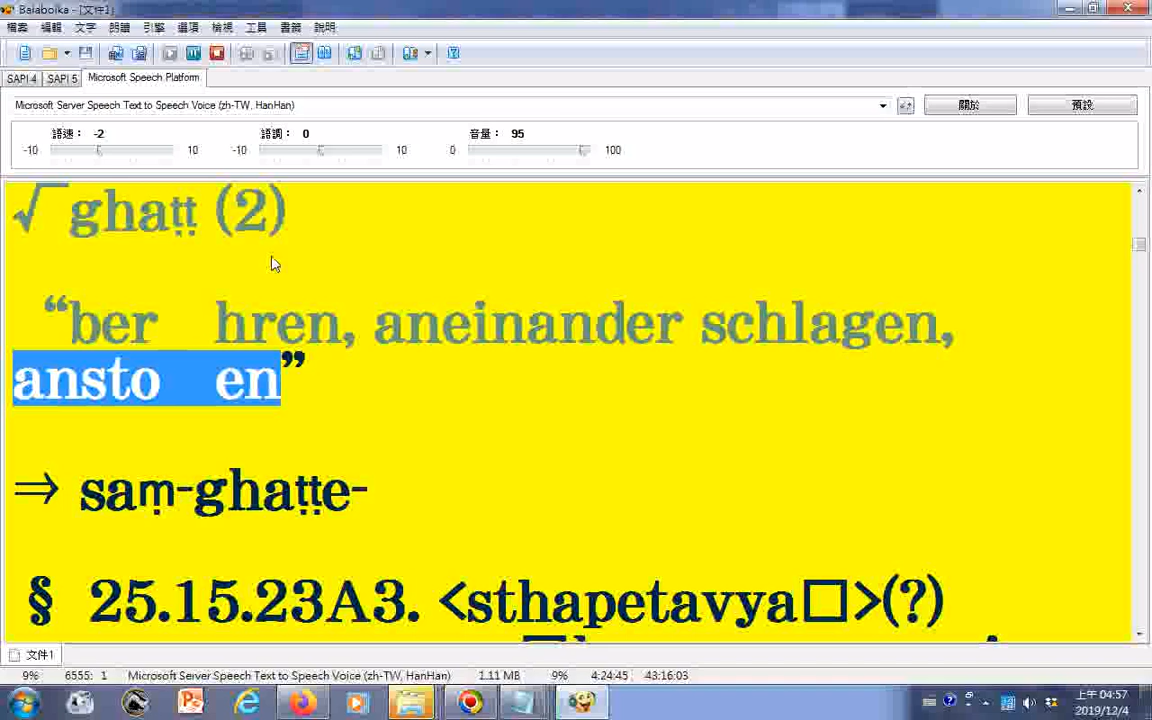 Balabolka - [文件1]
檔案 編輯 文字 朗讀 引擎 選項 檢視 工具 書籤 說明
SAPI 4 SAPI 5 Microsoft Speech Platform
Microsoft Server Speech Text to Speech Voice (zh-TW, HanHan) 關於 預設
語速： -2 語調： 0 音量： 95
-10 10 -10 10 0 100
√ghaṭṭ (2)
“ber hren, aneinander schlagen,
ansto en”
⇒ saṃ-ghaṭṭe-
§ 25.15.23A3. <sthapetavya□>(?)
文件1
9% 6555: 1 Microsoft Server Speech Text to Speech Voice (zh-TW, HanHan) 1.11 MB 9% 4:24:45 43:16:03
上午 04:57
2019/12/4